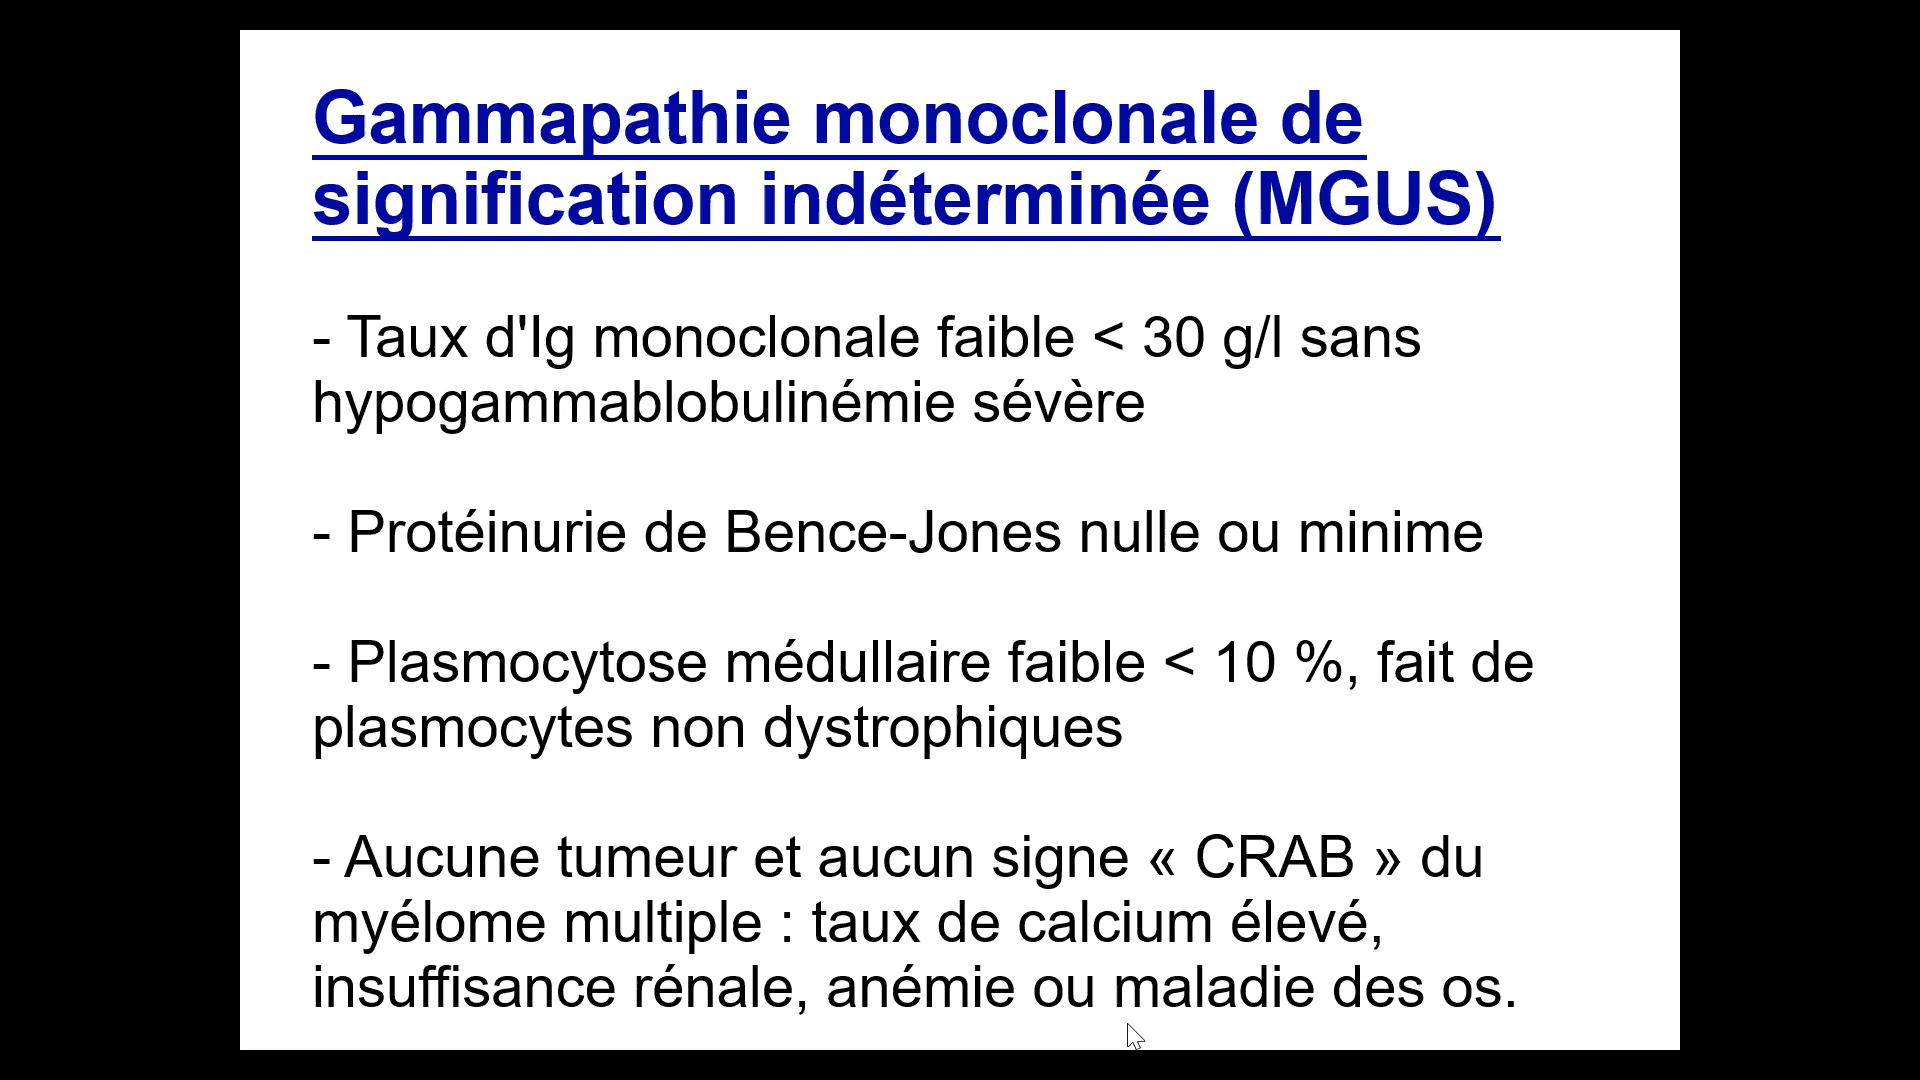 Gammapathie monoclonale de
signification indéterminée (MGUS)
- Taux d'Ig monoclonale faible < 30 g/l sans
hypogammablobulinémie sévère
- Protéinurie de Bence-Jones nulle ou minime
- Plasmocytose médullaire faible < 10 %, fait de
plasmocytes non dystrophiques
- Aucune tumeur et aucun signe « CRAB » du
myélome multiple : taux de calcium élevé,
insuffisance rénale, anémie ou maladie des os.